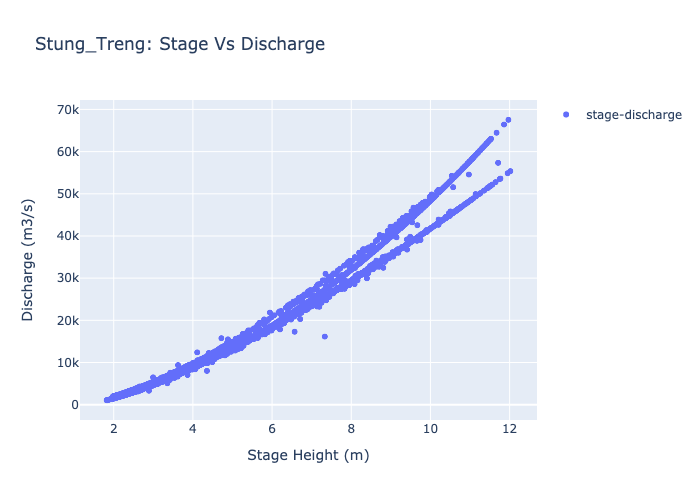 Stung_Treng: Stage Vs Discharge
stage-discharge
70k
60k
50k
40k
30k
20k
10k
0
2 4 6 8 10 12
Discharge (m3/s)
Stage Height (m)